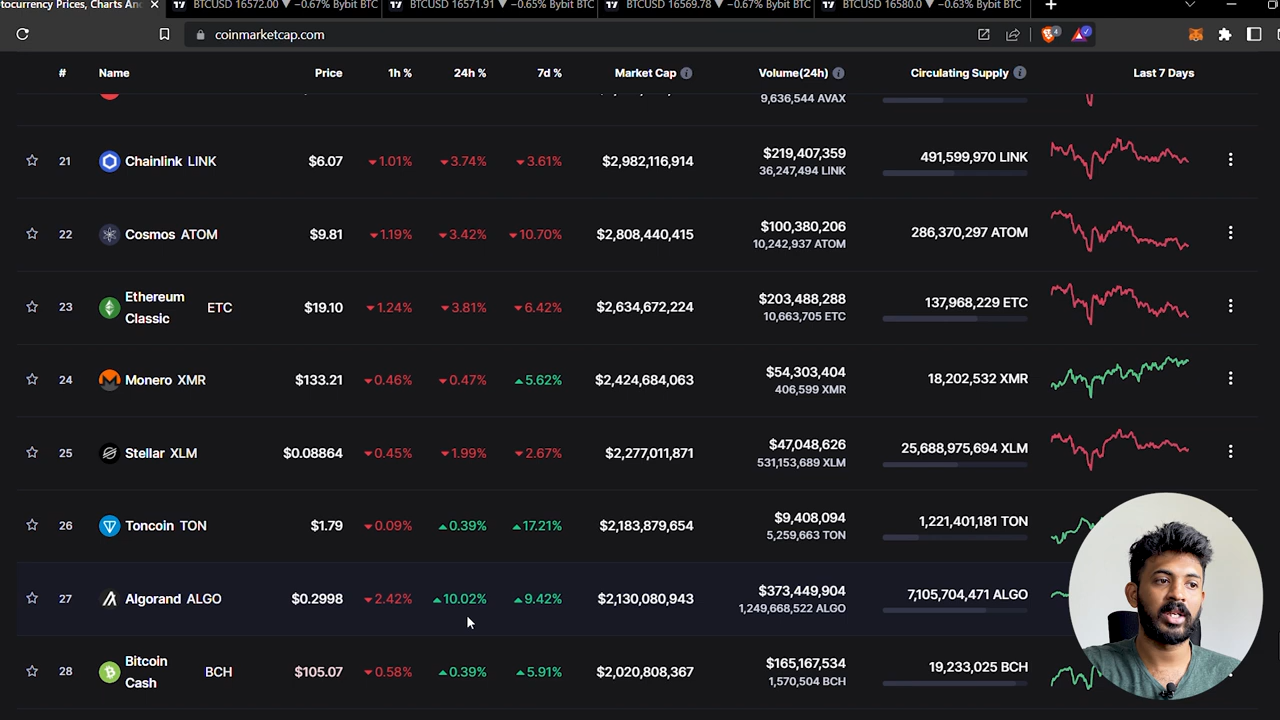 tocurrency Prices, Charts And
BTCUSD 16572.00 ▼ −0.67% Bybit BTC
BTCUSD 16571.91 ▼ −0.65% Bybit BTC
BTCUSD 16569.78 ▼ −0.67% Bybit BTC
BTCUSD 16580.0 ▼ −0.63% Bybit BTC
coinmarketcap.com
4
# Name Price 1h % 24h % 7d % Market Cap Volume(24h) Circulating Supply Last 7 Days
9,636,544 AVAX
21 Chainlink LINK $6.07 1.01% 3.74% 3.61% $2,982,116,914 $219,407,359 491,599,970 LINK
36,247,494 LINK
22 Cosmos ATOM $9.81 1.19% 3.42% 10.70% $2,808,440,415 $100,380,206 286,370,297 ATOM
10,242,937 ATOM
23 Ethereum Classic ETC $19.10 1.24% 3.81% 6.42% $2,634,672,224 $203,488,288 137,968,229 ETC
10,663,705 ETC
24 Monero XMR $133.21 0.46% 0.47% 5.62% $2,424,684,063 $54,303,404 18,202,532 XMR
406,599 XMR
25 Stellar XLM $0.08864 0.45% 1.99% 2.67% $2,277,011,871 $47,048,626 25,688,975,694 XLM
531,153,689 XLM
26 Toncoin TON $1.79 0.09% 0.39% 17.21% $2,183,879,654 $9,408,094 1,221,401,181 TON
5,259,663 TON
27 Algorand ALGO $0.2998 2.42% 10.02% 9.42% $2,130,080,943 $373,449,904 7,105,704,471 ALGO
1,249,668,522 ALGO
28 Bitcoin Cash BCH $105.07 0.58% 0.39% 5.91% $2,020,808,367 $165,167,534 19,233,025 BCH
1,570,504 BCH